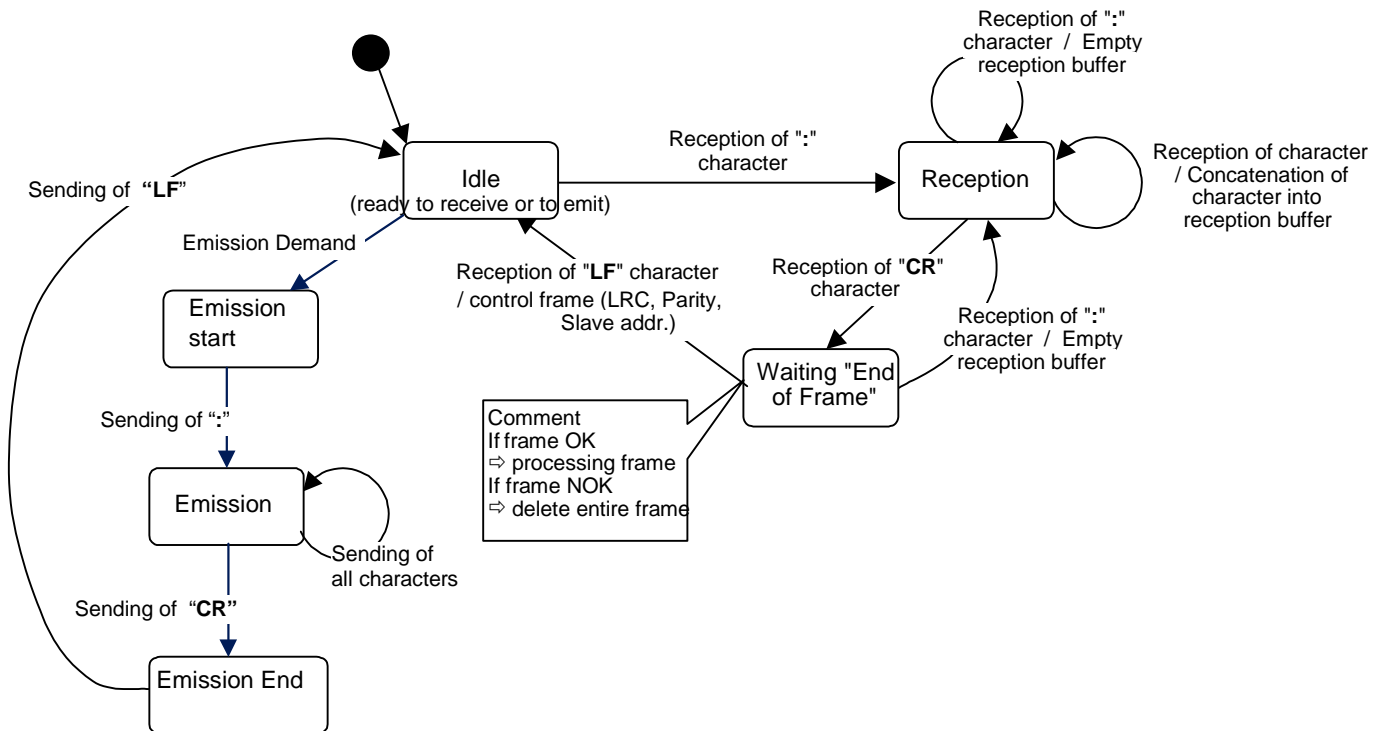 Reception of ":"
character / Empty
reception buffer
Reception of ":"
character
Reception of character
/ Concatenation of
character into
reception buffer
Idle
(ready to receive or to emit)
Reception
Sending of “LF”
Emission Demand
Reception of "LF" character
/ control frame (LRC, Parity,
Slave addr.)
Reception of "CR"
character
Reception of ":"
character / Empty
reception buffer
Emission
start
Waiting "End
of Frame"
Comment
If frame OK
⇨ processing frame
If frame NOK
⇨ delete entire frame
Sending of “:”
Emission
Sending of
all characters
Sending of “CR”
Emission End